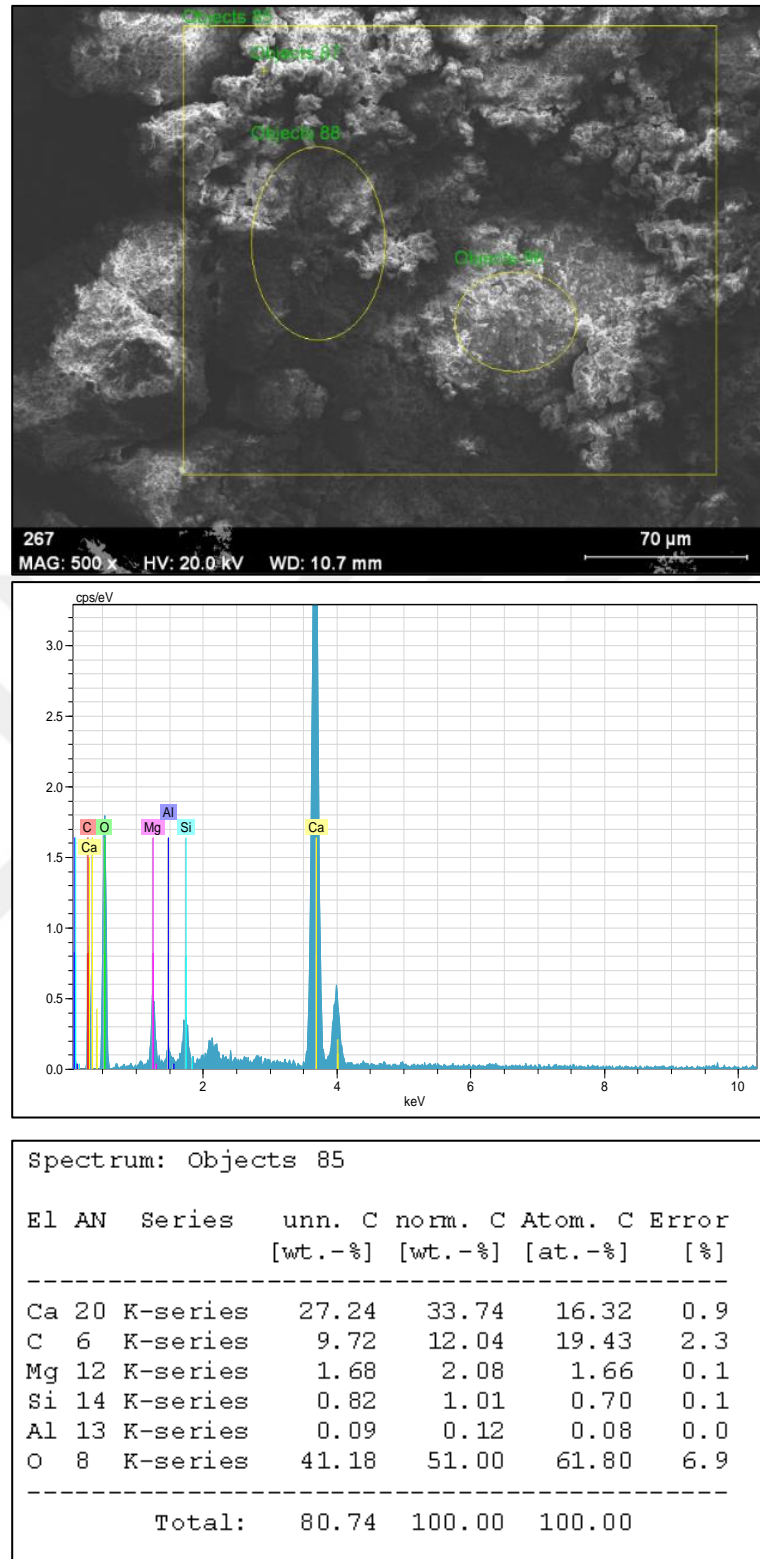 Objects 85
Objects 87
Objects 88
Objects 86
267
70 µm
MAG: 500 x HV: 20.0 kV WD: 10.7 mm
cps/eV
3.0
2.5
2.0
Al
C O Mg Si Ca
Ca
1.5
1.0
0.5
0.0
2 4 6 8 10
keV
Spectrum: Objects 85
El AN Series unn. C norm. C Atom. C Error
[wt.-%] [wt.-%] [at.-%] [%]
------------------------------------------------
Ca 20 K-series 27.24 33.74 16.32 0.9
C 6 K-series 9.72 12.04 19.43 2.3
Mg 12 K-series 1.68 2.08 1.66 0.1
Si 14 K-series 0.82 1.01 0.70 0.1
Al 13 K-series 0.09 0.12 0.08 0.0
O 8 K-series 41.18 51.00 61.80 6.9
------------------------------------------------
Total: 80.74 100.00 100.00